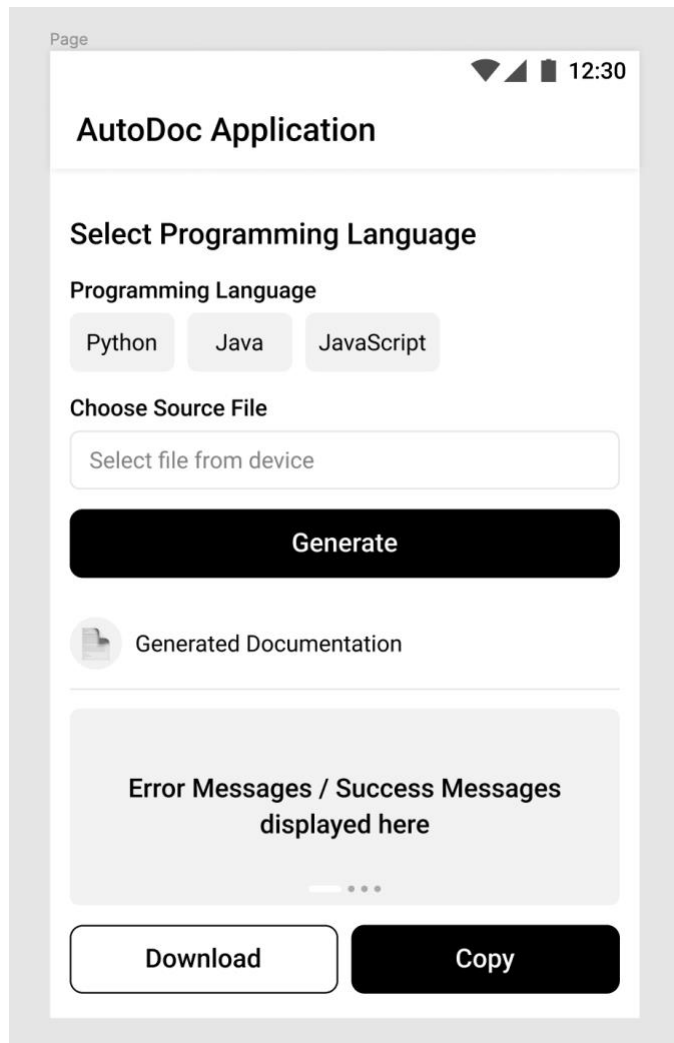 Page
12:30
AutoDoc Application
Select Programming Language
Programming Language
Python Java JavaScript
Choose Source File
Select file from device
Generate
Generated Documentation
Error Messages / Success Messages
displayed here
Download Copy